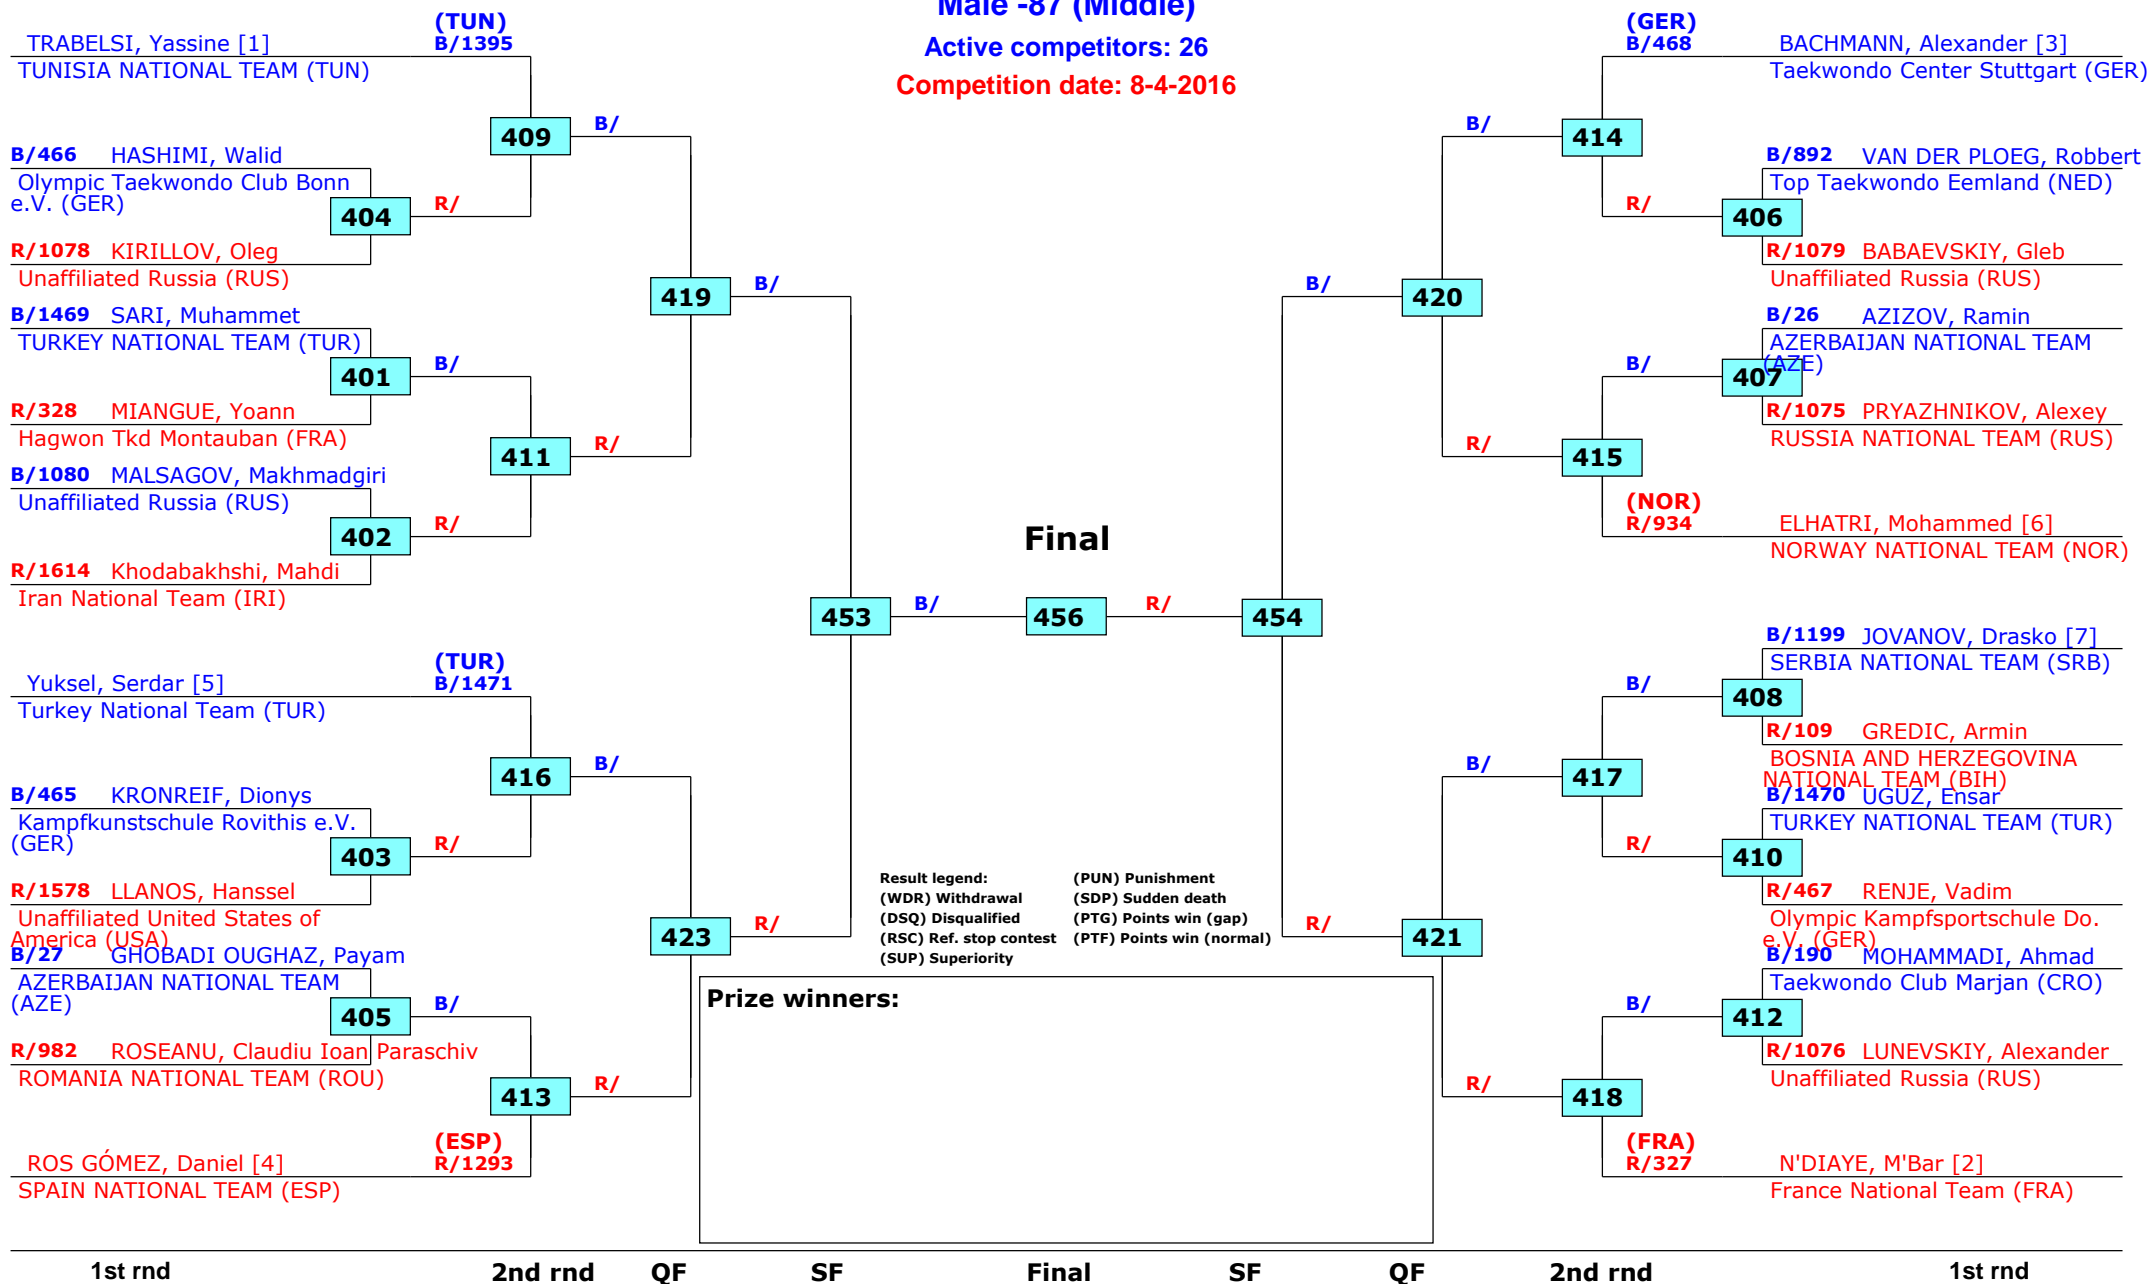 Male -87 (Middle)
Active competitors: 26
Competition date: 8-4-2016
(TUN)
TRABELSI, Yassine [1] B/1395
TUNISIA NATIONAL TEAM (TUN)
409
B/
B/466 HASHIMI, Walid
Olympic Taekwondo Club Bonn
e.V. (GER)
404
R/
R/1078 KIRILLOV, Oleg
Unaffiliated Russia (RUS)
419
B/
B/1469 SARI, Muhammet
TURKEY NATIONAL TEAM (TUR)
401
B/
R/328 MIANGUE, Yoann
Hagwon Tkd Montauban (FRA)
411
R/
B/1080 MALSAGOV, Makhmadgiri
Unaffiliated Russia (RUS)
402
R/
R/1614 Khodabakhshi, Mahdi
Iran National Team (IRI)
453
B/
(TUR)
Yuksel, Serdar [5] B/1471
Turkey National Team (TUR)
416
B/
B/465 KRONREIF, Dionys
Kampfkunstschule Rovithis e.V.
(GER)
403
R/
R/1578 LLANOS, Hanssel
Unaffiliated United States of
America (USA)
423
R/
B/27 GHOBADI OUGHAZ, Payam
AZERBAIJAN NATIONAL TEAM
(AZE)
405
B/
R/982 ROSEANU, Claudiu Ioan Paraschiv
ROMANIA NATIONAL TEAM (ROU)
413
R/
(ESP)
ROS GÓMEZ, Daniel [4] R/1293
SPAIN NATIONAL TEAM (ESP)
Final
456
R/
454
(GER)
B/468 BACHMANN, Alexander [3]
Taekwondo Center Stuttgart (GER)
B/
414
B/892 VAN DER PLOEG, Robbert
Top Taekwondo Eemland (NED)
R/
406
R/1079 BABAEVSKIY, Gleb
Unaffiliated Russia (RUS)
B/
420
B/26 AZIZOV, Ramin
AZERBAIJAN NATIONAL TEAM
(AZE)
B/
407
R/1075 PRYAZHNIKOV, Alexey
RUSSIA NATIONAL TEAM (RUS)
R/
415
(NOR)
R/934 ELHATRI, Mohammed [6]
NORWAY NATIONAL TEAM (NOR)
B/1199 JOVANOV, Drasko [7]
SERBIA NATIONAL TEAM (SRB)
B/
408
R/109 GREDIC, Armin
BOSNIA AND HERZEGOVINA
NATIONAL TEAM (BIH)
B/
417
B/1470 UGUZ, Ensar
TURKEY NATIONAL TEAM (TUR)
R/
410
R/467 RENJE, Vadim
Olympic Kampfsportschule Do.
e.V. (GER)
R/
421
B/190 MOHAMMADI, Ahmad
Taekwondo Club Marjan (CRO)
B/
412
R/1076 LUNEVSKIY, Alexander
Unaffiliated Russia (RUS)
R/
418
(FRA)
R/327 N'DIAYE, M'Bar [2]
France National Team (FRA)
Result legend: (PUN) Punishment
(WDR) Withdrawal (SDP) Sudden death
(DSQ) Disqualified (PTG) Points win (gap)
(RSC) Ref. stop contest (PTF) Points win (normal)
(SUP) Superiority
Prize winners:
1st rnd 2nd rnd QF SF Final SF QF 2nd rnd 1st rnd